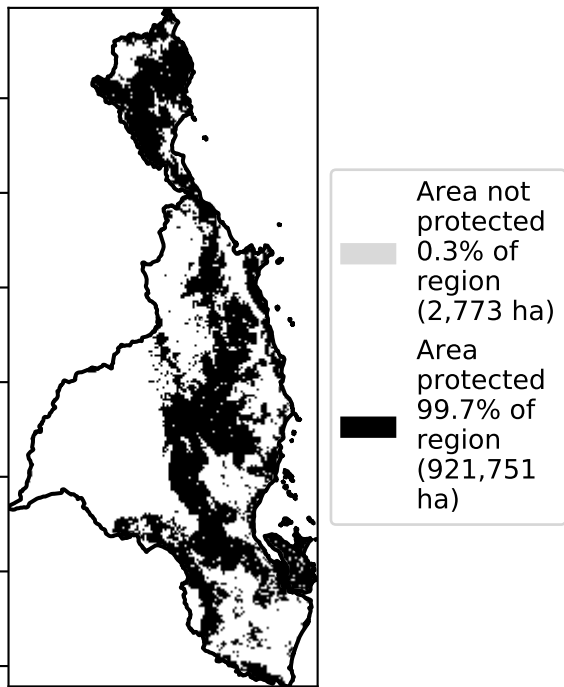 Area not
protected
0.3% of
region
(2,773 ha)
Area
protected
99.7% of
region
(921,751
ha)